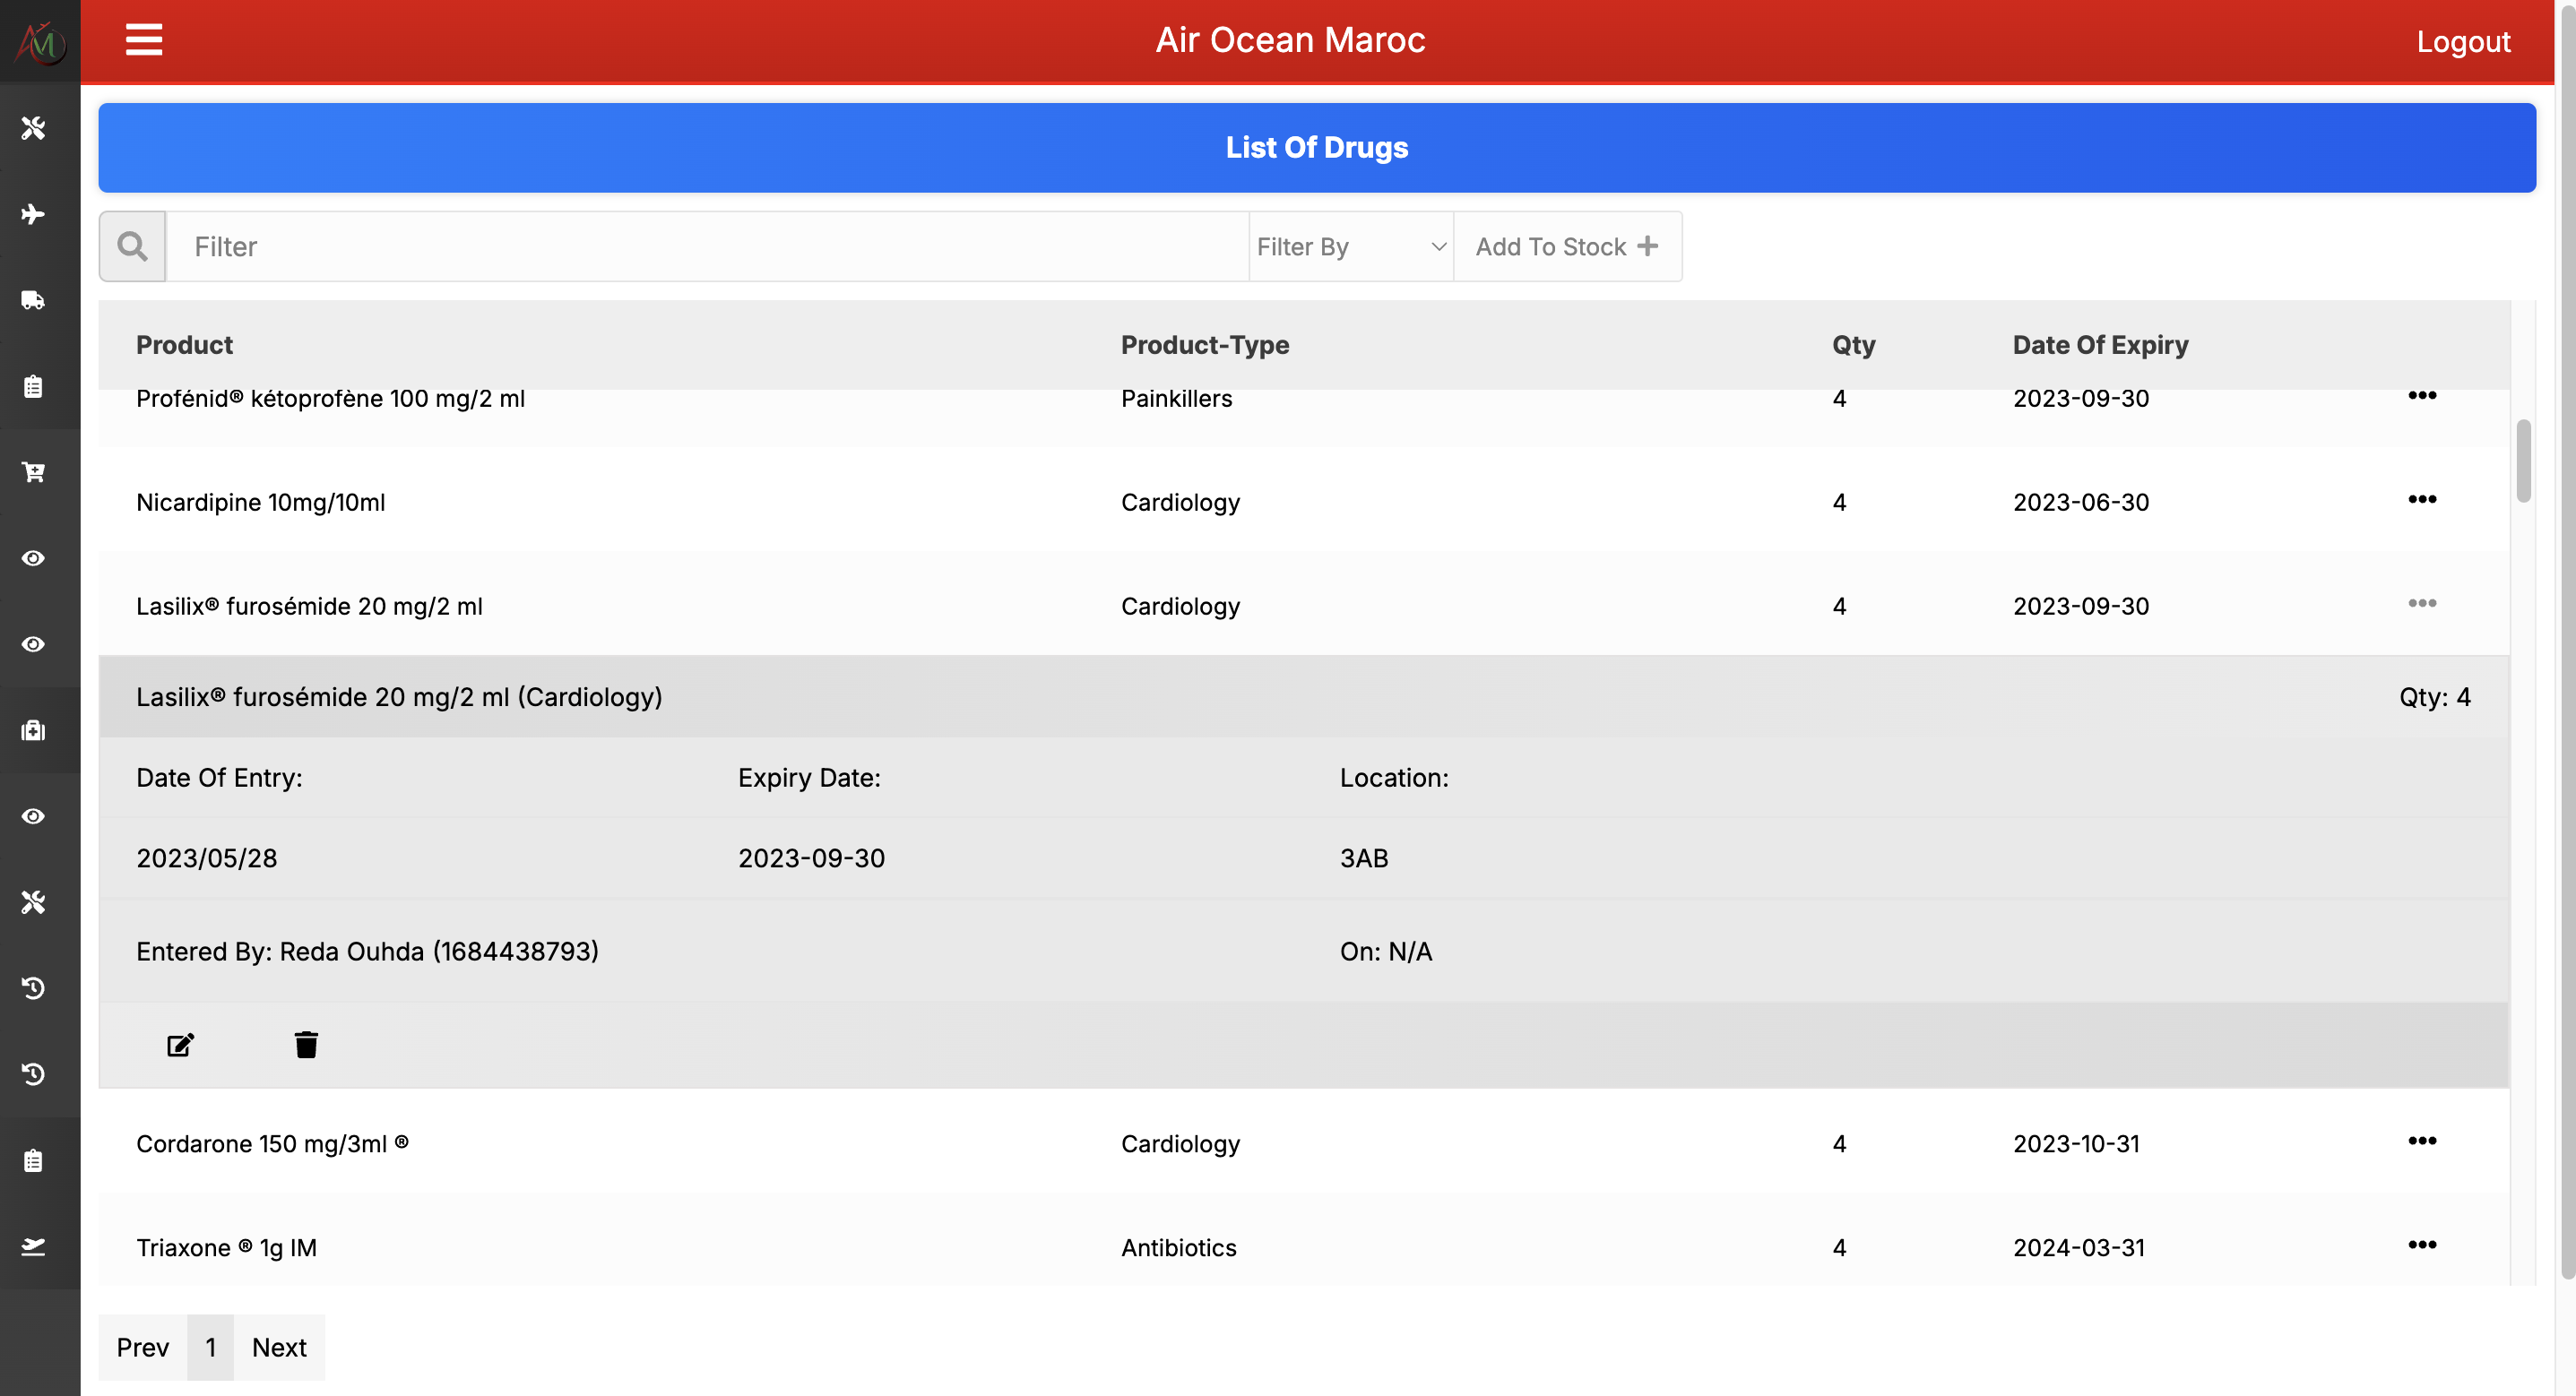 Air Ocean Maroc
Logout
List Of Drugs
Filter
Filter By
Add To Stock
Product Product-Type Qty Date Of Expiry
Profénid® kétoprofène 100 mg/2 ml Painkillers 4 2023-09-30
Nicardipine 10mg/10ml Cardiology 4 2023-06-30
Lasilix® furosémide 20 mg/2 ml Cardiology 4 2023-09-30
Lasilix® furosémide 20 mg/2 ml (Cardiology) Qty: 4
Date Of Entry: Expiry Date: Location:
2023/05/28 2023-09-30 3AB
Entered By: Reda Ouhda (1684438793) On: N/A
Cordarone 150 mg/3ml ® Cardiology 4 2023-10-31
Triaxone ® 1g IM Antibiotics 4 2024-03-31
Prev 1 Next